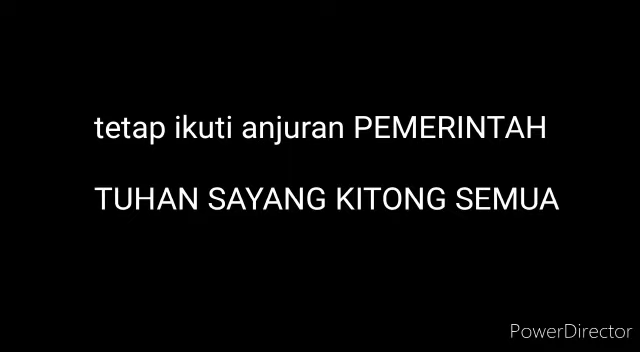 tetap ikuti anjuran PEMERINTAH
TUHAN SAYANG KITONG SEMUA
PowerDirector